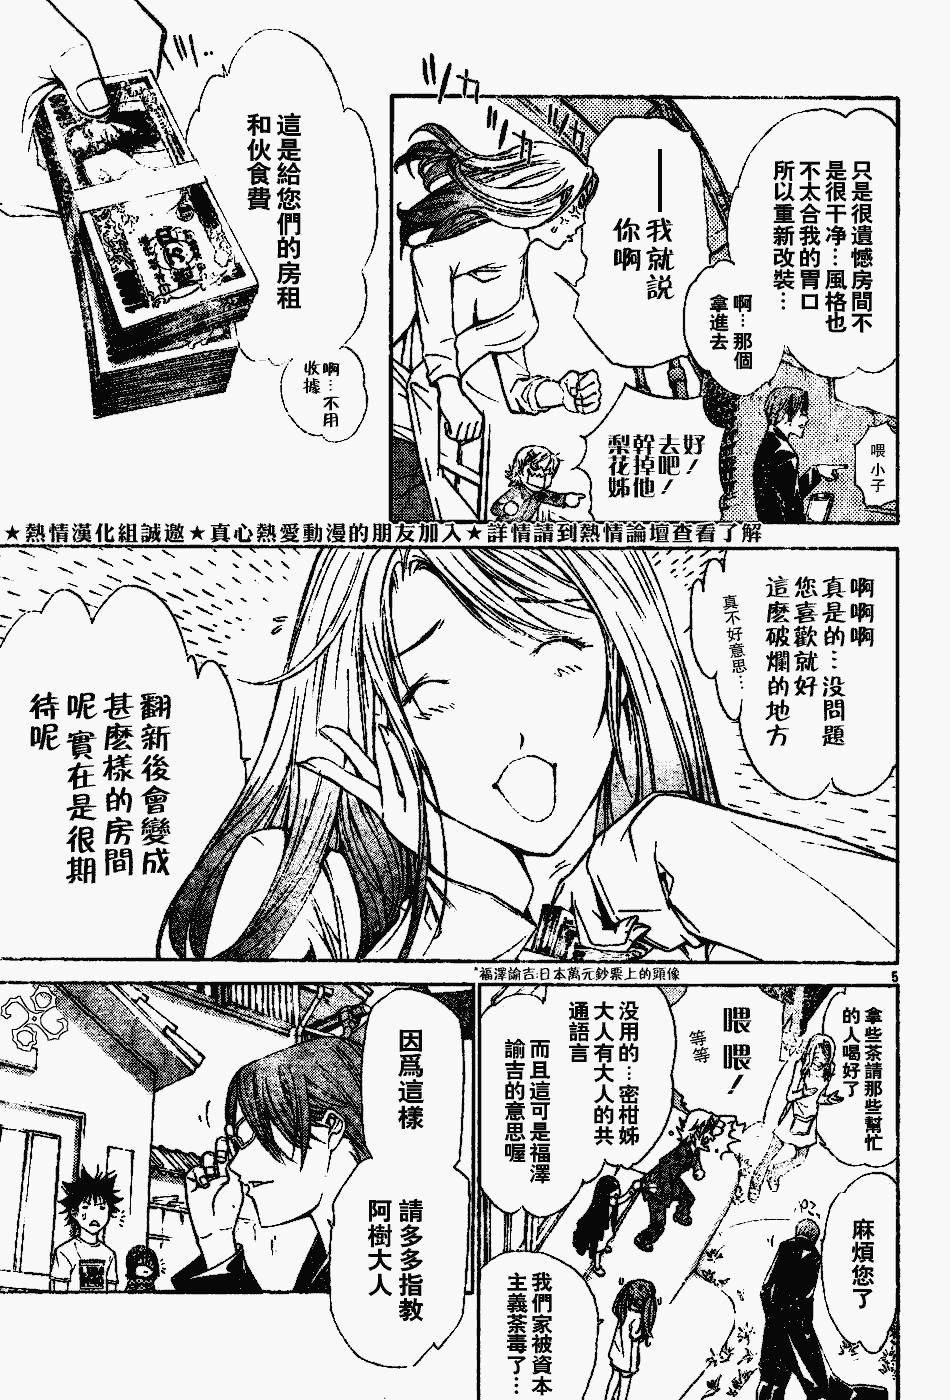 只是很遺憾房間不
是很干净…風格也
不太合我的胃口
所以重新改裝…
啊…那個
拿進去
喂小子
━━我就説
你啊
好！
去吧！
幹掉他
梨花姊
這是給您們的房租
和伙食費
啊…不用
收據
★熱情漢化組誠邀★真心熱愛動漫的朋友加入★詳情請到熱情論壇查看了解
啊啊啊
真是的…没問題
您喜歡就好
這麽破爛的地方
真不好意思…
翻新後會變成
甚麽樣的房間
呢 實在是很期
待呢
*福澤諭吉:日本萬元鈔票上的頭像
5
拿些茶請那些幫忙
的人喝好了
麻煩您了
喂喂！
等等
没用的…密柑姊
大人有大人的共
通語言
而且這可是福澤
諭吉的意思喔
我們家被資本
主義荼毒了…
因爲這樣
請多多指教
阿樹大人